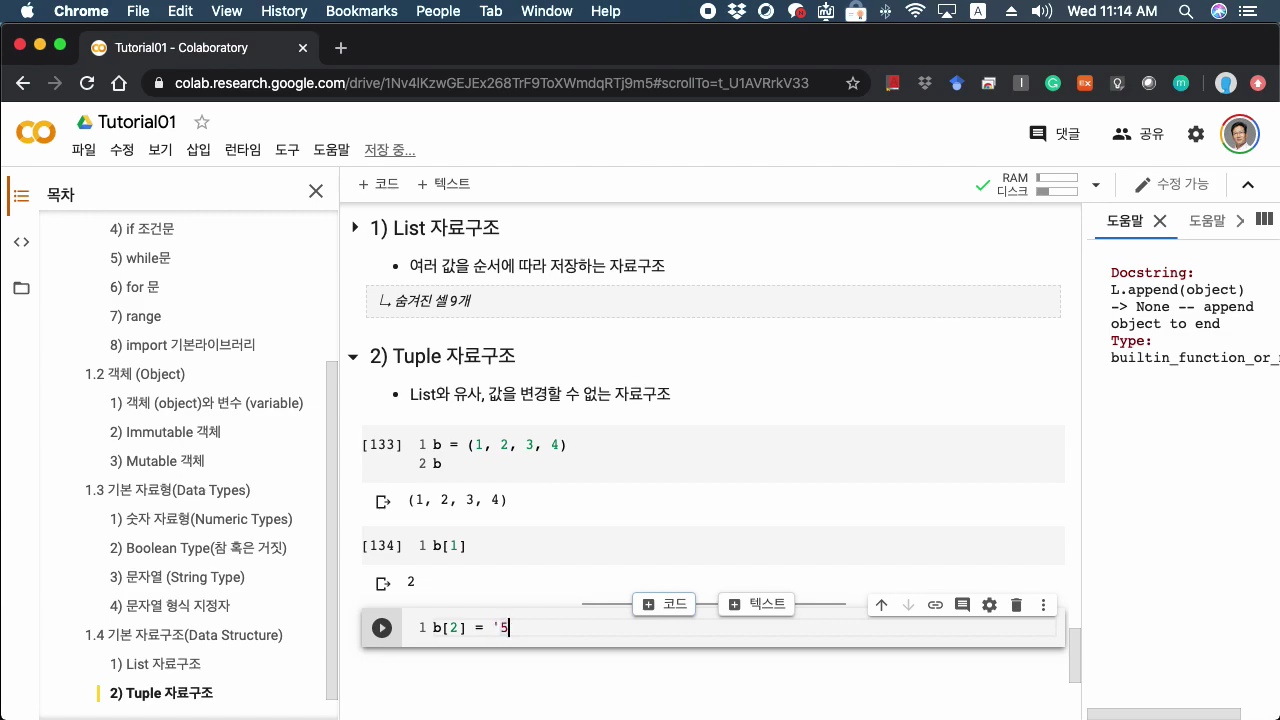 Chrome File Edit View History Bookmarks People Tab Window Help A Wed 11:14 AM
Tutorial01 - Colaboratory
colab.research.google.com/drive/1Nv4lKzwGEJEx268TrF9ToXWmdqRTj9m5#scrollTo=t_U1AVRrkV33
Tutorial01
파일 수정 보기 삽입 런타임 도구 도움말 저장 중...
댓글 공유
목차
+ 코드 + 텍스트
RAM
디스크
수정 가능
4) if 조건문
5) while문
6) for 문
7) range
8) import 기본라이브러리
1.2 객체 (Object)
1) 객체 (object)와 변수 (variable)
2) Immutable 객체
3) Mutable 객체
1.3 기본 자료형(Data Types)
1) 숫자 자료형(Numeric Types)
2) Boolean Type(참 혹은 거짓)
3) 문자열 (String Type)
4) 문자열 형식 지정자
1.4 기본 자료구조(Data Structure)
1) List 자료구조
2) Tuple 자료구조
1) List 자료구조
• 여러 값을 순서에 따라 저장하는 자료구조
숨겨진 셀 9개
2) Tuple 자료구조
• List와 유사, 값을 변경할 수 없는 자료구조
[133] 1 b = (1, 2, 3, 4)
2 b
(1, 2, 3, 4)
[134] 1 b[1]
2
코드 텍스트
1 b[2] = '5
도움말 도움말
Docstring:
L.append(object)
-> None -- append
object to end
Type:
builtin_function_or_